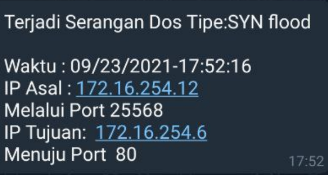 Terjadi Serangan Dos Tipe:SYN flood
Waktu : 09/23/2021-17:52:16
IP Asal : 172.16.254.12
Melalui Port 25568
IP Tujuan: 172.16.254.6
Menuju Port 80
17:52